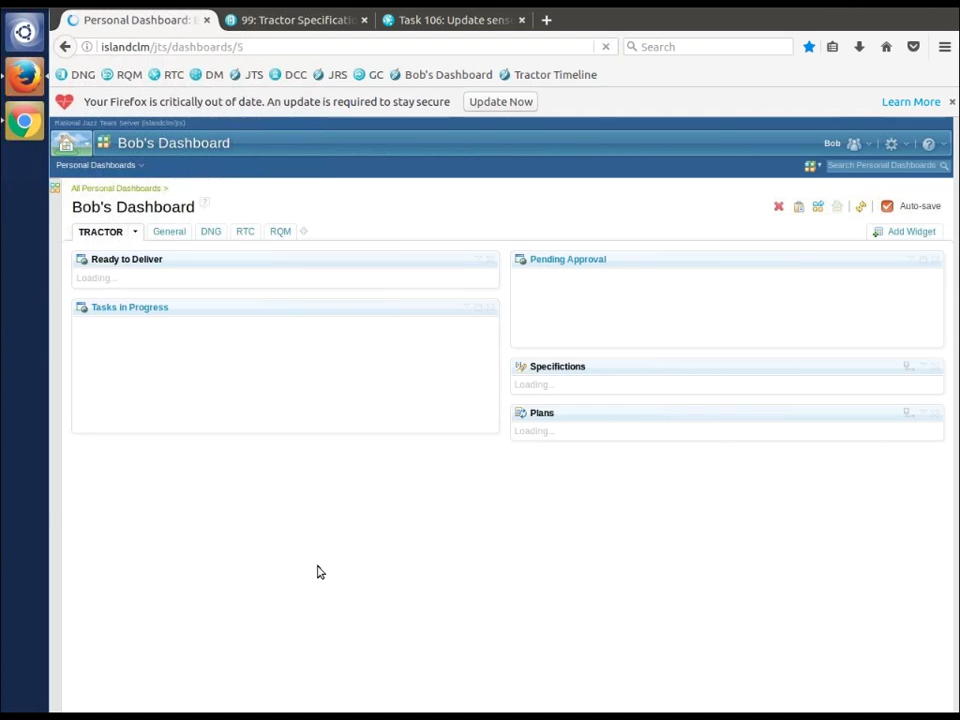 Personal Dashboard: B
99: Tractor Specificatio
Task 106: Update sens
islandclm/jts/dashboards/5
Search
DNG
RQM
RTC
DM
JTS
DCC
JRS
GC
Bob's Dashboard
Tractor Timeline
Your Firefox is critically out of date. An update is required to stay secure
Update Now
Learn More
Rational Jazz Team Server (islandclm/jts)
Bob's Dashboard
Bob
Personal Dashboards
Search Personal Dashboards
All Personal Dashboards >
Bob's Dashboard
Auto-save
TRACTOR
General
DNG
RTC
RQM
Add Widget
Ready to Deliver
Loading...
Pending Approval
Tasks in Progress
Specifictions
Loading...
Plans
Loading...